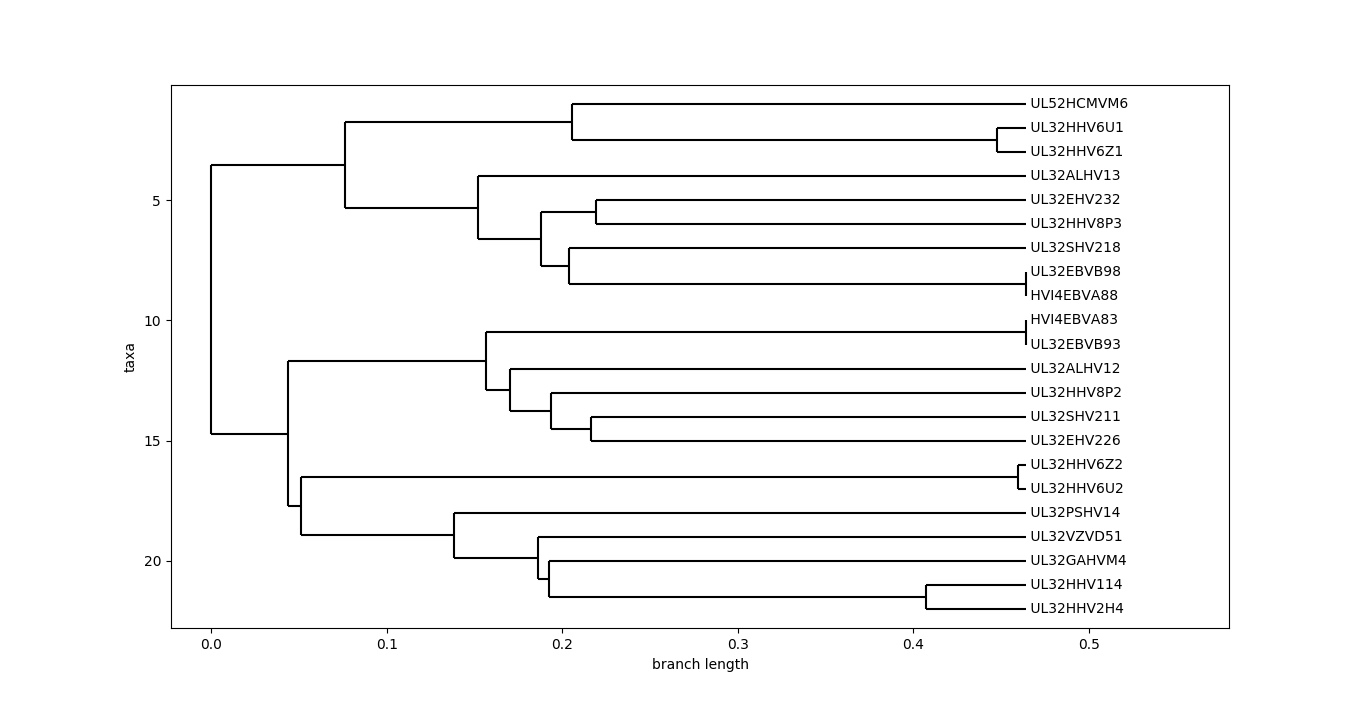 UL52HCMVM6
UL32HHV6U1
UL32HHV6Z1
UL32ALHV13
5
UL32EHV232
UL32HHV8P3
UL32SHV218
UL32EBVB98
HVI4EBVA88
10
HVI4EBVA83
UL32EBVB93
taxa
UL32ALHV12
UL32HHV8P2
UL32SHV211
15
UL32EHV226
UL32HHV6Z2
UL32HHV6U2
UL32PSHV14
UL32VZVD51
20
UL32GAHVM4
UL32HHV114
UL32HHV2H4
0.0 0.1 0.2 0.3 0.4 0.5
branch length